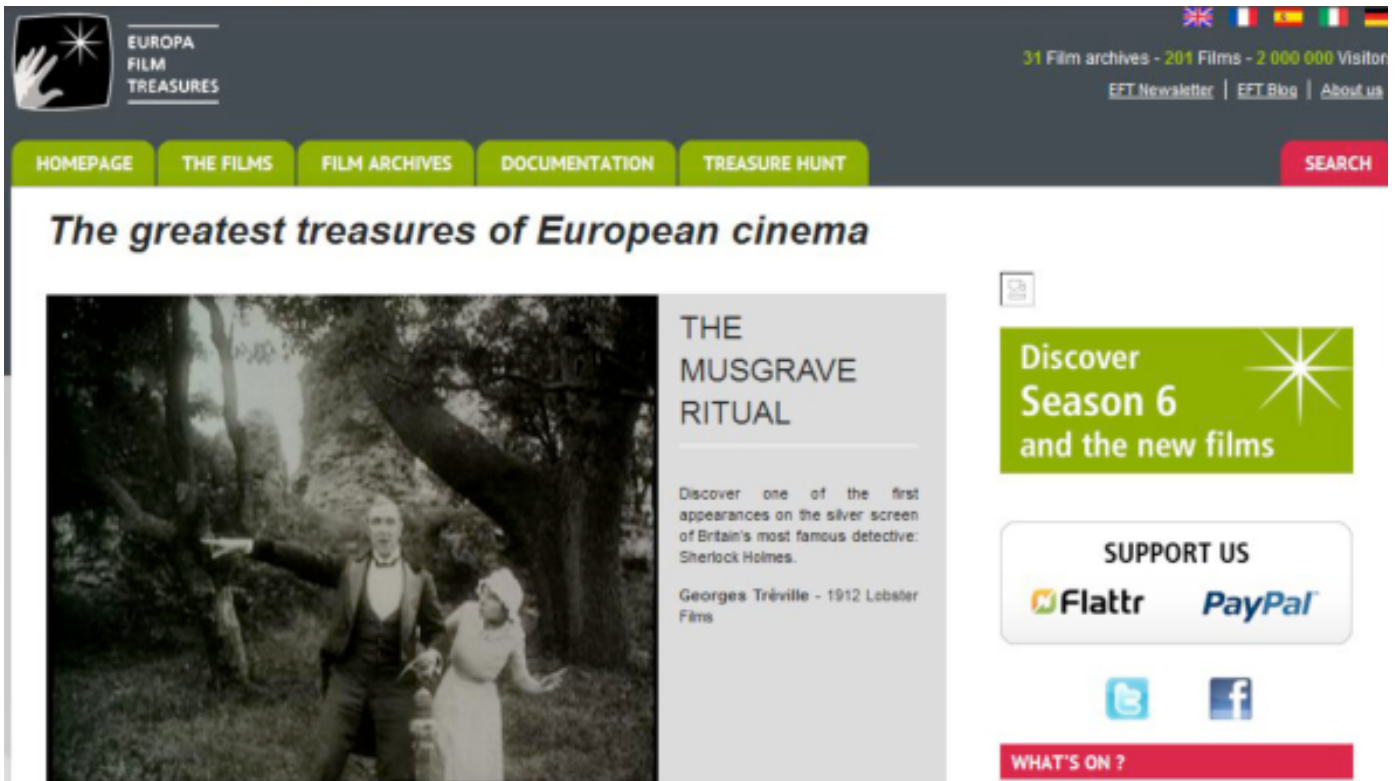 EUROPA
FILM
TREASURES
31 Film archives - 201 Films - 2 000 000 Visitors
EFT Newsletter | EFT Blog | About us
HOMEPAGE
THE FILMS
FILM ARCHIVES
DOCUMENTATION
TREASURE HUNT
SEARCH
The greatest treasures of European cinema
THE
MUSGRAVE
RITUAL
Discover one of the first
appearances on the silver screen
of Britain's most famous detective:
Sherlock Holmes.
Georges Tréville - 1912 Lobster
Films
Discover
Season 6
and the new films
SUPPORT US
Flattr
PayPal
WHAT'S ON ?